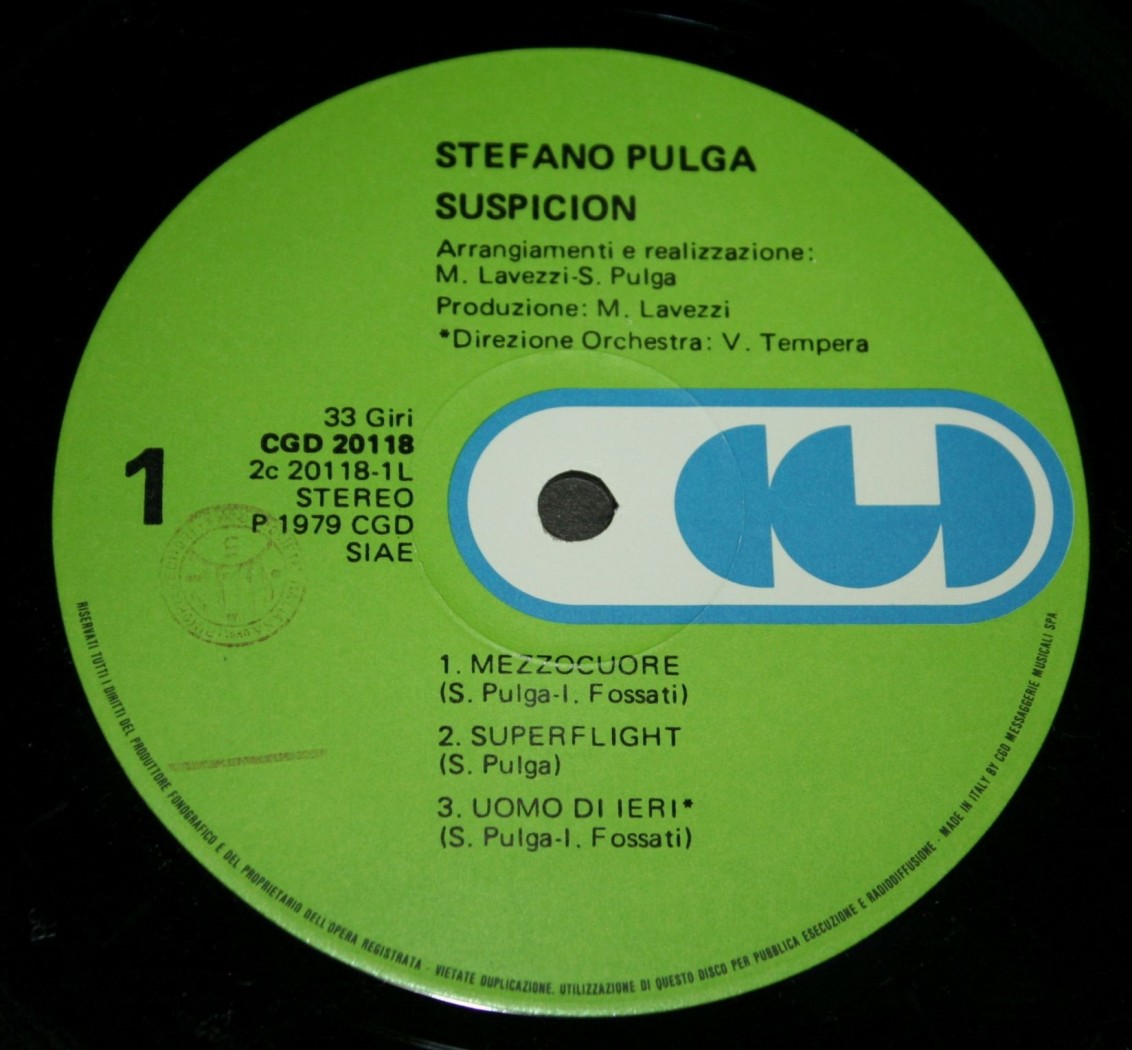 STEFANO PULGA
SUSPICION
Arrangiamenti e realizzazione:
M. Lavezzi-S. Pulga
Produzione: M. Lavezzi
*Direzione Orchestra: V. Tempera
1
33 Giri
CGD 20118
2c 20118-1L
STEREO
P 1979 CGD
SIAE
1. MEZZOCUORE
(S. Pulga-I. Fossati)
2. SUPERFLIGHT
(S. Pulga)
3. UOMO DI IERI*
(S. Pulga-I. Fossati)
RISERVATI TUTTI I DIRITTI DEL PRODUTTORE FONOGRAFICO E DEL PROPRIETARIO DELL'OPERA REGISTRATA - VIETATE DUPLICAZIONE, UTILIZZAZIONE DI QUESTO DISCO PER PUBBLICA ESECUZIONE E RADIODIFFUSIONE - MADE IN ITALY BY CGD MESSAGGERIE MUSICALI SPA